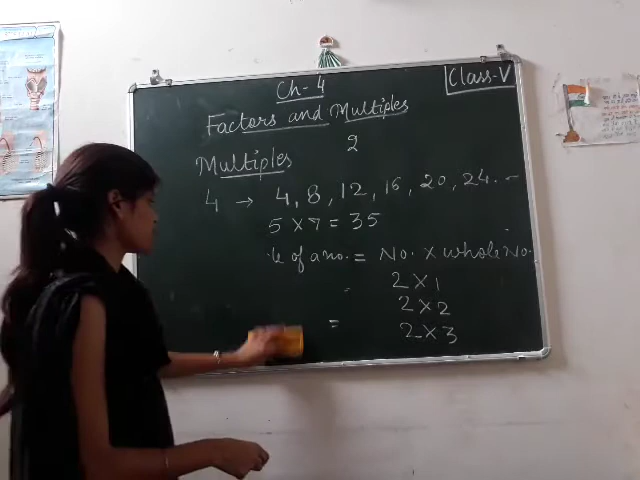 Ch-4
Class-V
Factors and Multiples
2
Multiples
4 → 4, 8, 12, 16, 20, 24. -
5 × 7 = 35
of a no. = No. × whole No.
2 × 1
2 × 2
= 2 × 3